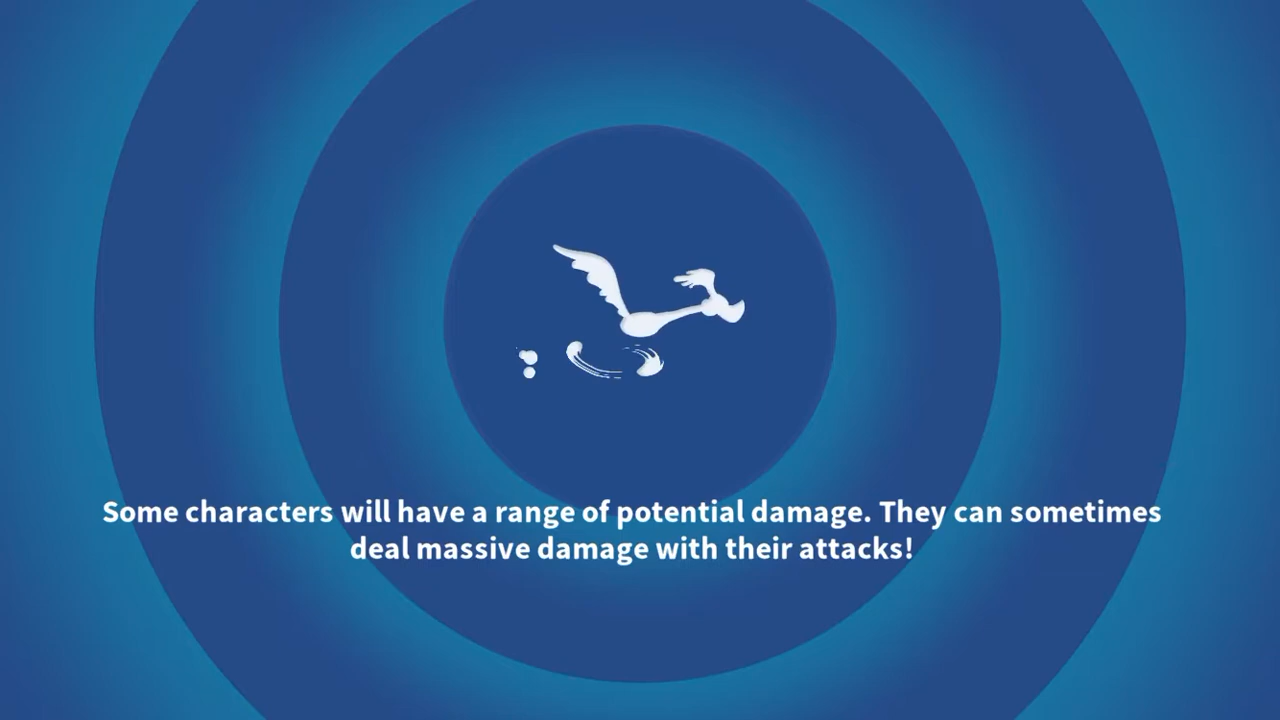 Some characters will have a range of potential damage. They can sometimes
deal massive damage with their attacks!